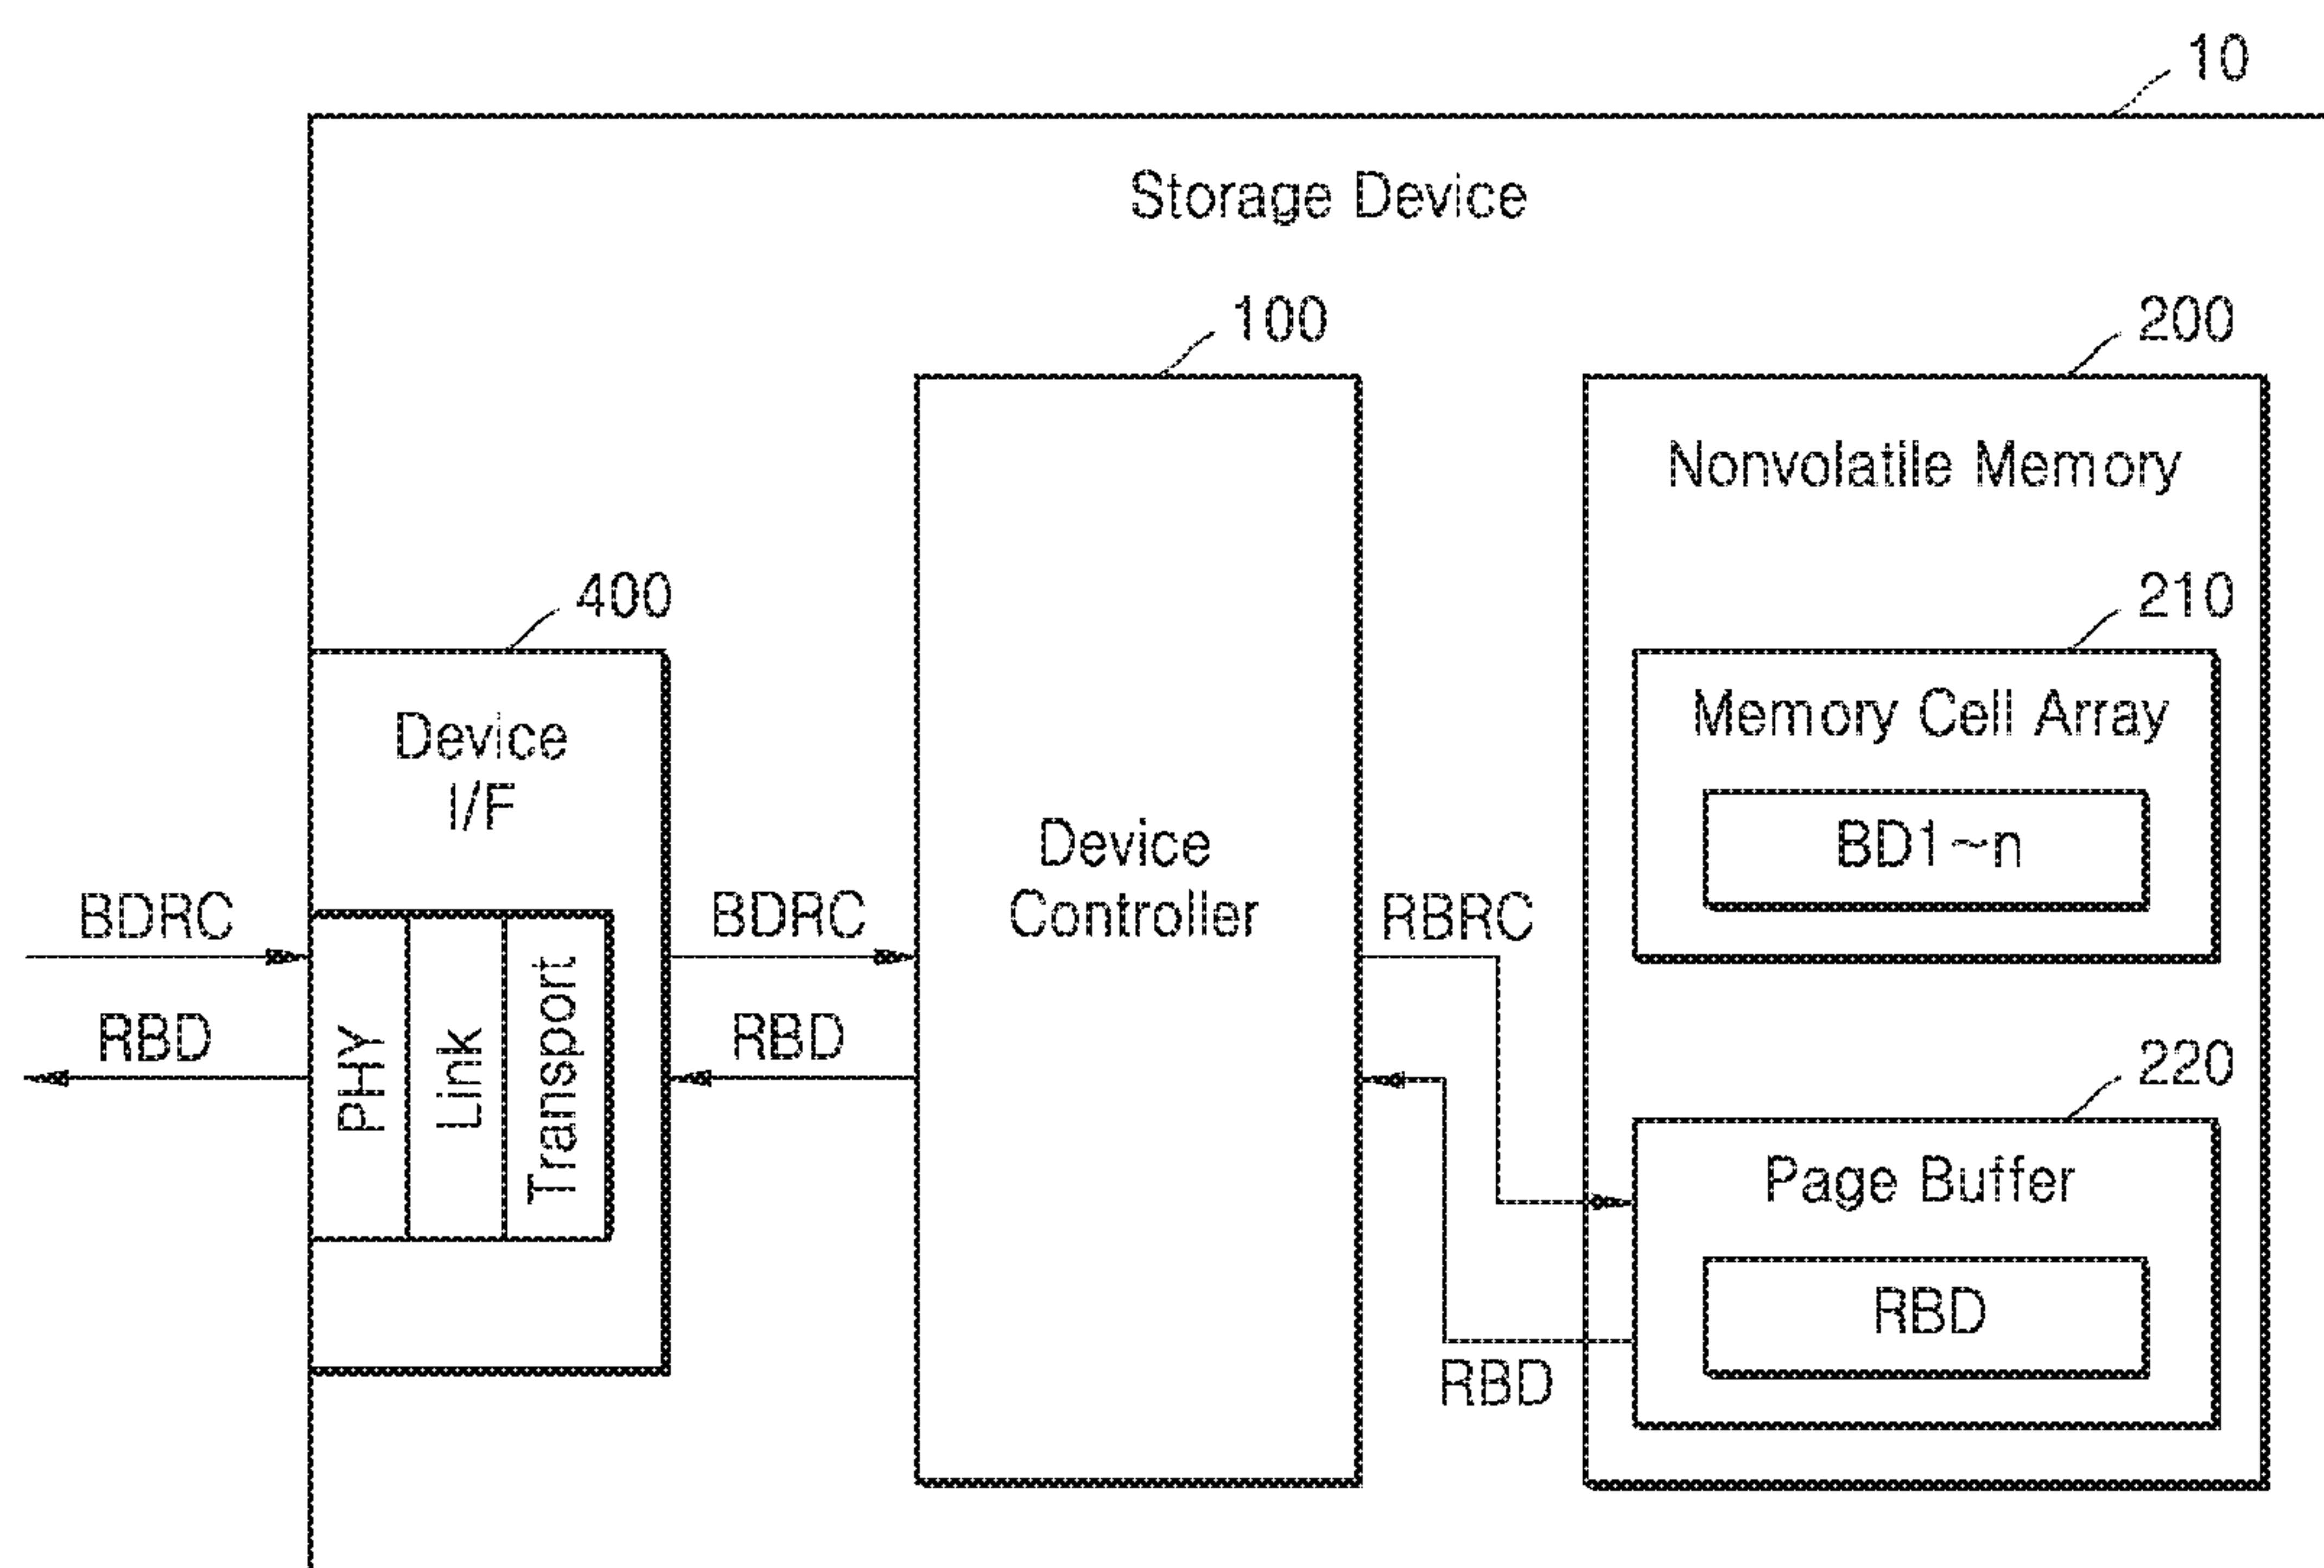 10
Storage Device
100
200
Nonvolatile Memory
400
210
Device
I/F
Memory Cell Array
BD1~n
Device
Controller
BDRC
BDRC
RBRC
RBD
RBD
PHY
Link
Transport
220
Page Buffer
RBD
RBD